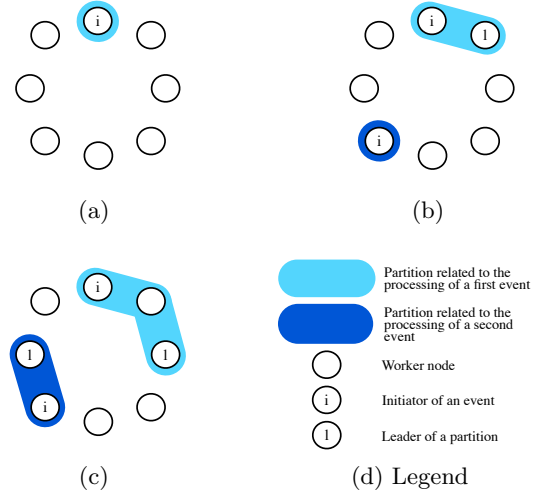 i
(a)
i
l
i
(b)
i
l
l
i
(c)
Partition related to the
processing of a first event
Partition related to the
processing of a second
event
Worker node
i
Initiator of an event
l
Leader of a partition
(d) Legend